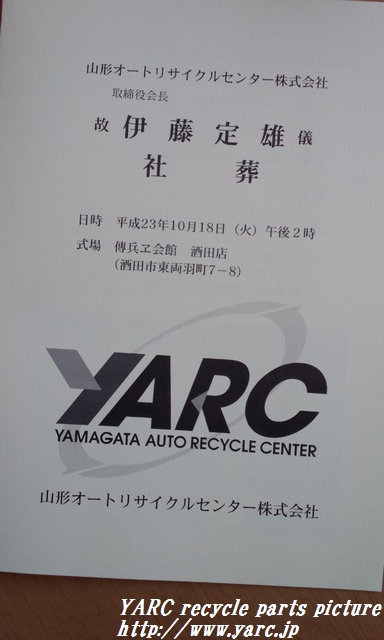 山形オートリサイクルセンター株式会社
取締役会長
故 伊藤定雄 儀
社 葬
日時 平成23年10月18日（火）午後２時
式場 傳兵ヱ会館 酒田店
（酒田市東両羽町７－８）
YARC
YAMAGATA AUTO RECYCLE CENTER
山形オートリサイクルセンター株式会社
YARC recycle parts picture
http://www.yarc.jp